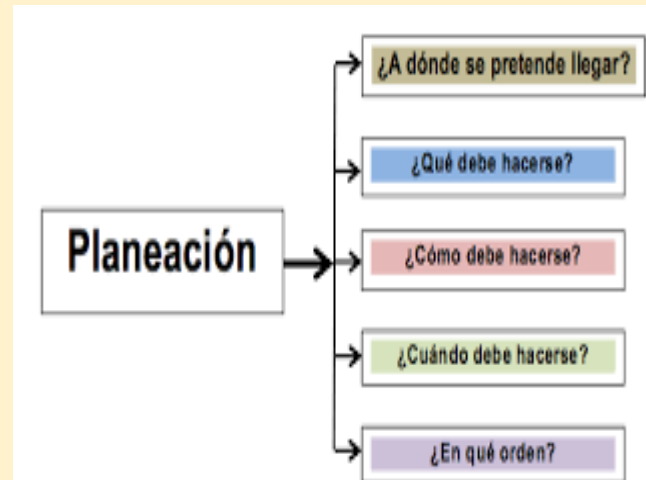 ¿A dónde se pretende llegar?
¿Qué debe hacerse?
Planeación
¿Cómo debe hacerse?
¿Cuándo debe hacerse?
¿En qué orden?